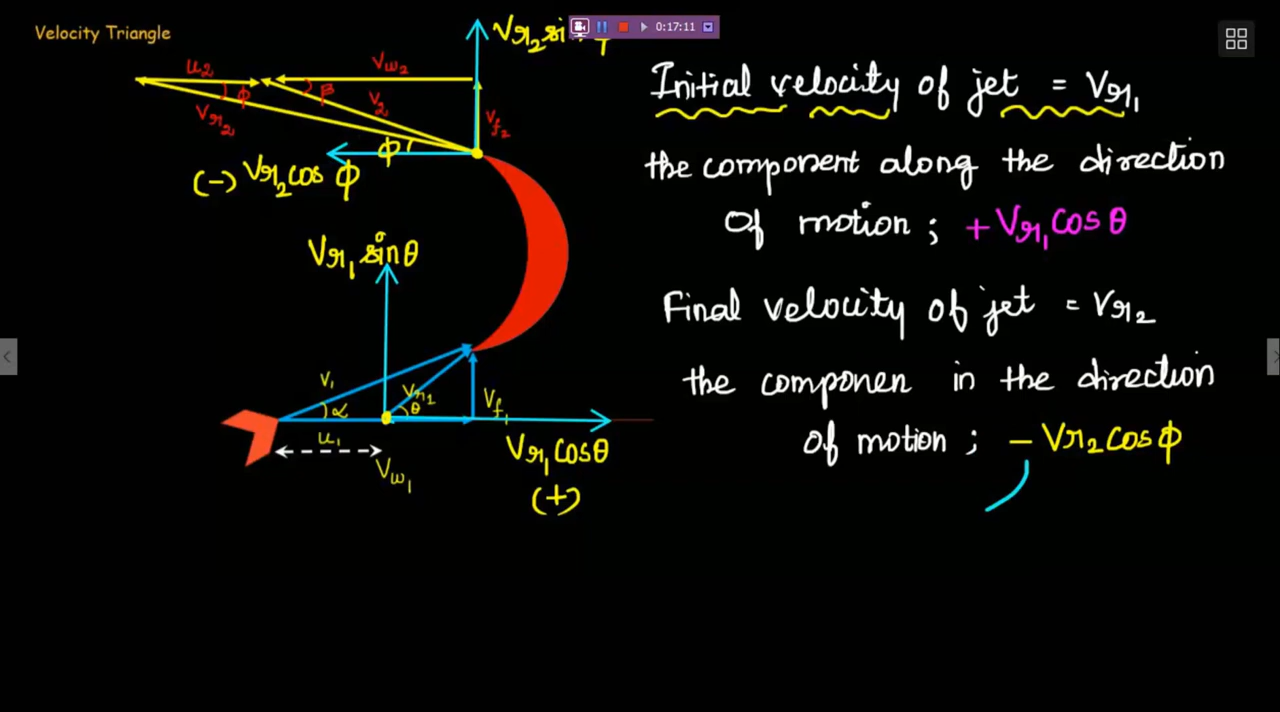 Velocity Triangle
0:17:11
Vr₂ sin
u₂
Vw₂
ϕ
β
V₂
Vr₂
Vf₂
ϕ
(-) Vr₂ cos ϕ
Vr₁ sinθ
V₁
Vr₁
α
θ
Vf₁
u₁
Vw₁
Vr₁ cosθ
(+)
Initial velocity of jet = Vr₁
the component along the direction
Of motion ; + Vr₁ Cos θ
Final velocity of jet = Vr₂
the componen in the direction
of motion ; - Vr₂ cos ϕ